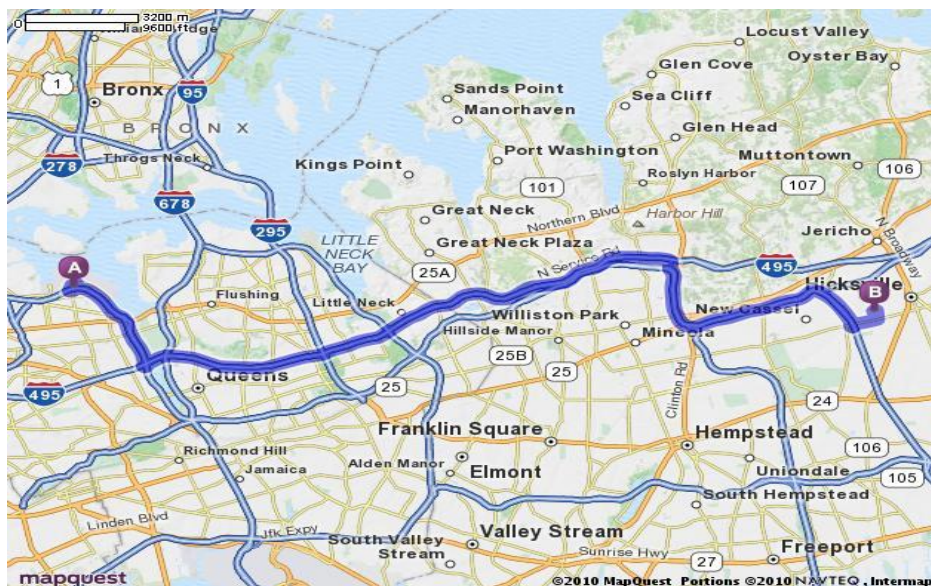 0 3200 m
9600 ft
Locust Valley
Oyster Bay
Glen Cove
1
Bronx
95
Sands Point
Manorhaven
Sea Cliff
BRONX
Glen Head
278
Throgs Neck
Kings Point
Port Washington
Muttontown
106
Roslyn Harbor
101
107
678
Great Neck
Northern Blvd
Harbor Hill
295
LITTLE
NECK
BAY
Great Neck Plaza
Jericho
N Broadway
A
25A
N Service Rd
495
Hicksville
B
Flushing
Little Neck
Williston Park
New Cassel
Hillside Manor
Mineola
25B
Queens
25
25
495
Clinton Rd
24
Franklin Square
Hempstead
106
Richmond Hill
Jamaica
Alden Manor
Elmont
Uniondale
105
South Hempstead
Linden Blvd
Jfk Expy
South Valley
Stream
Valley Stream
Sunrise Hwy
27
Freeport
mapquest
©2010 MapQuest Portions ©2010 NAVTEQ, Intermap